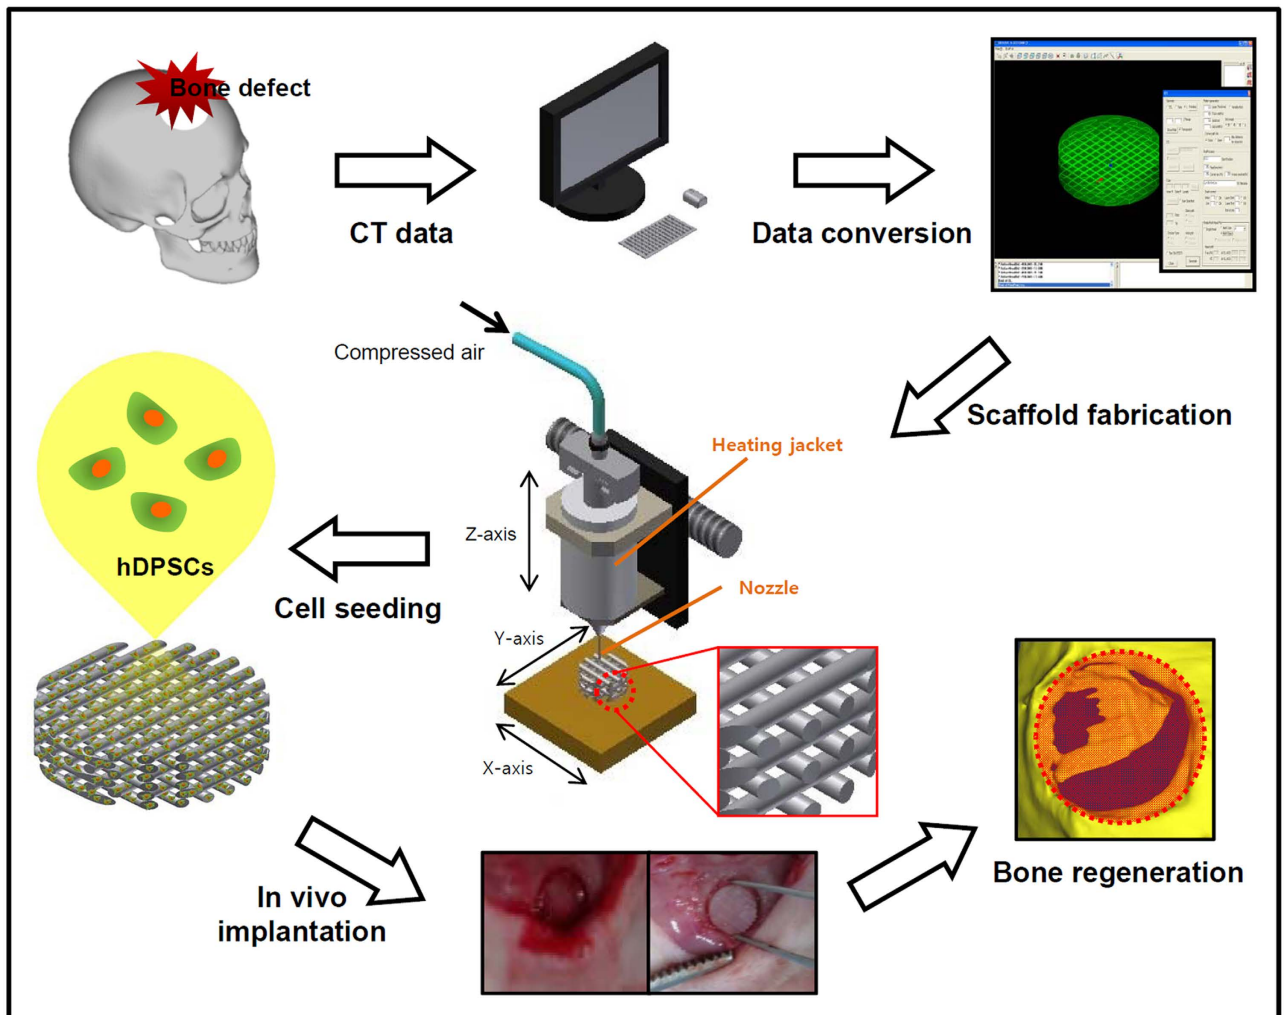 Bone defect
CT data
Data conversion
Compressed air
Scaffold fabrication
Heating jacket
Z-axis
hDPSCs
Cell seeding
Nozzle
Y-axis
X-axis
In vivo
implantation
Bone regeneration